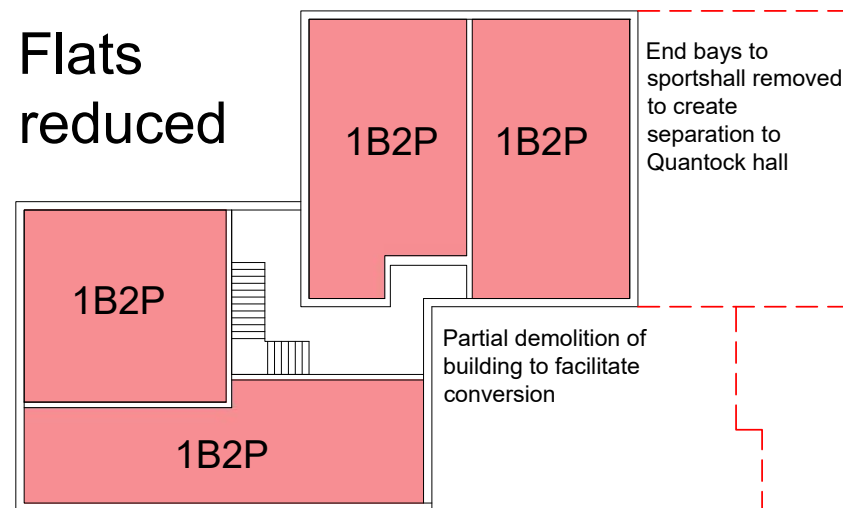 Flats
reduced
1B2P
1B2P
End bays to
sportshall removed
to create
separation to
Quantock hall
1B2P
Partial demolition of
building to facilitate
conversion
1B2P